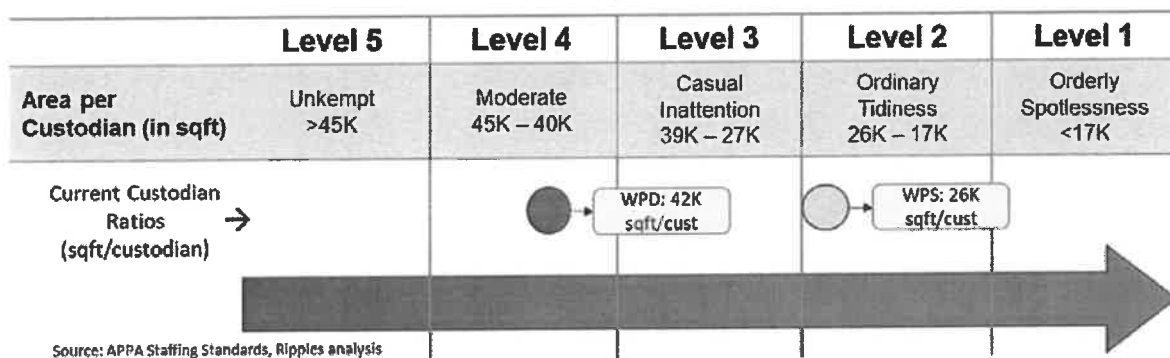 Level 5 Level 4 Level 3 Level 2 Level 1
Area per
Custodian (in sqft)
Unkempt
>45K
Moderate
45K – 40K
Casual
Inattention
39K – 27K
Ordinary
Tidiness
26K – 17K
Orderly
Spotlessness
<17K
Current Custodian
Ratios →
(sqft/custodian)
WPD: 42K
sqft/cust
WPS: 26K
sqft/cust
Source: APPA Staffing Standards, Ripples analysis